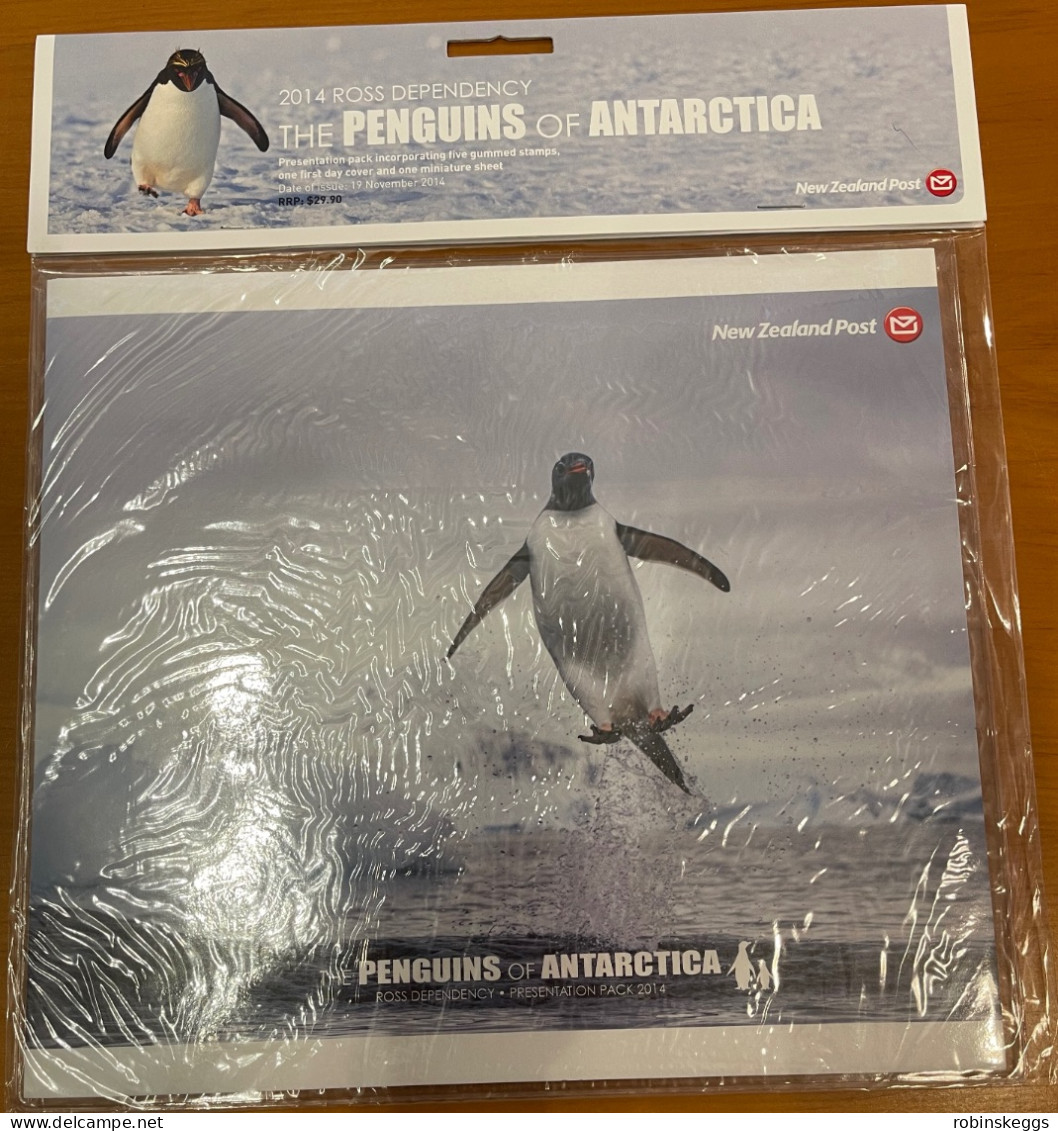 2014 ROSS DEPENDENCY
THE PENGUINS OF ANTARCTICA
Presentation pack incorporating five gummed stamps,
one first day cover and one miniature sheet
Date of issue: 19 November 2014
RRP: $29.90
New Zealand Post
New Zealand Post
THE PENGUINS OF ANTARCTICA
ROSS DEPENDENCY • PRESENTATION PACK 2014
www.delcampe.net
robinskeggs